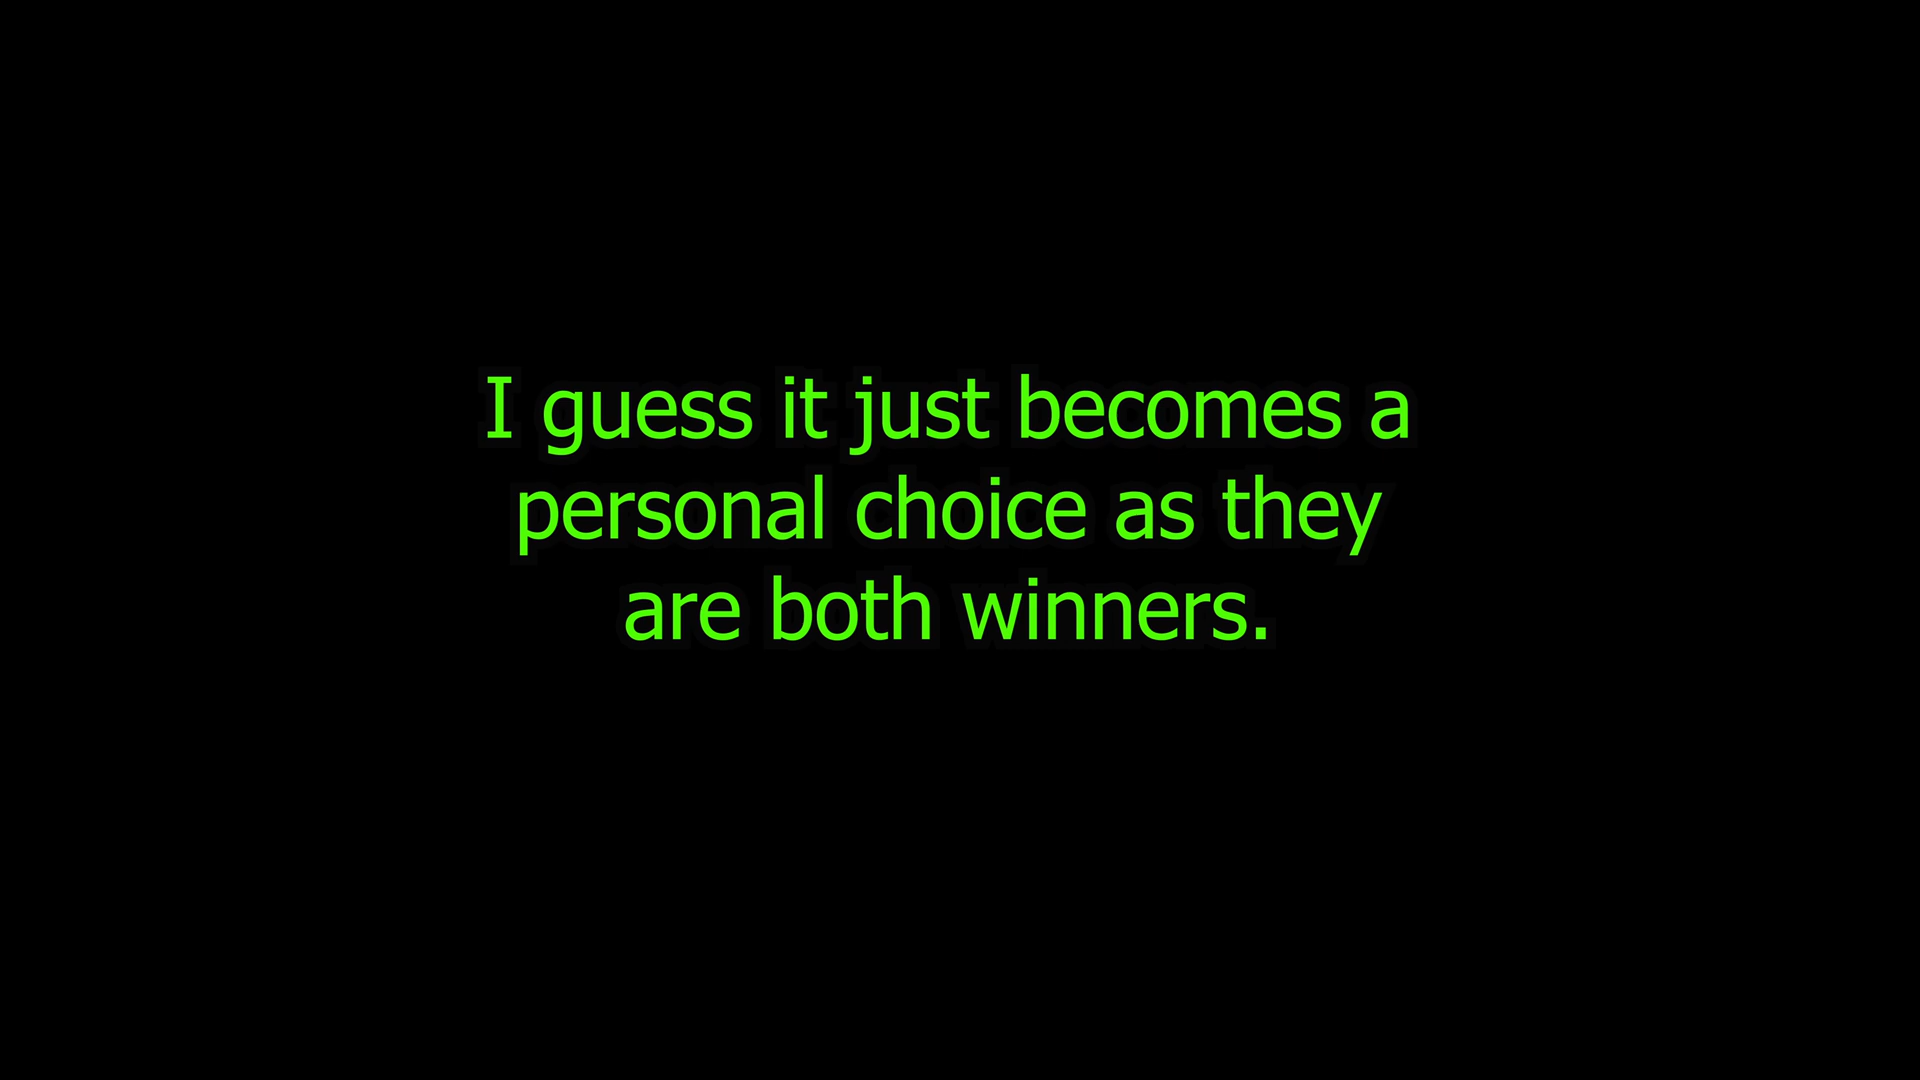 I guess it just becomes a
personal choice as they
are both winners.